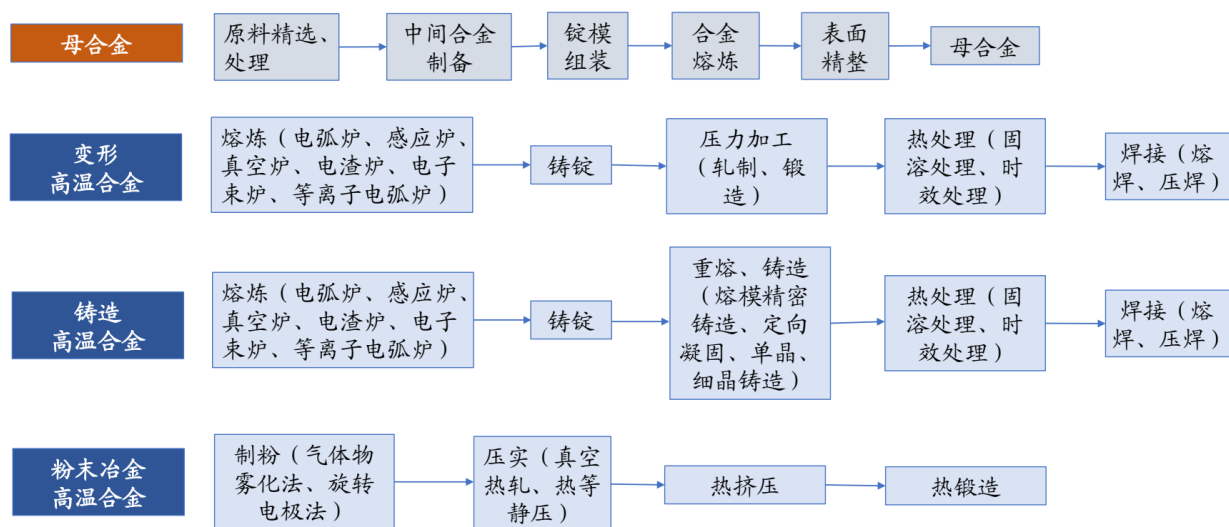 母合金
原料精选、
处理
中间合金
制备
锭模
组装
合金
熔炼
表面
精整
母合金
变形
高温合金
熔炼（电弧炉、感应炉、
真空炉、电渣炉、电子
束炉、等离子电弧炉）
铸锭
压力加工
（轧制、锻
造）
热处理（固
溶处理、时
效处理）
焊接（熔
焊、压焊）
铸造
高温合金
熔炼（电弧炉、感应炉、
真空炉、电渣炉、电子
束炉、等离子电弧炉）
铸锭
重熔、铸造
（熔模精密
铸造、定向
凝固、单晶、
细晶铸造）
热处理（固
溶处理、时
效处理）
焊接（熔
焊、压焊）
粉末冶金
高温合金
制粉（气体物
雾化法、旋转
电极法）
压实（真空
热轧、热等
静压）
热挤压
热锻造